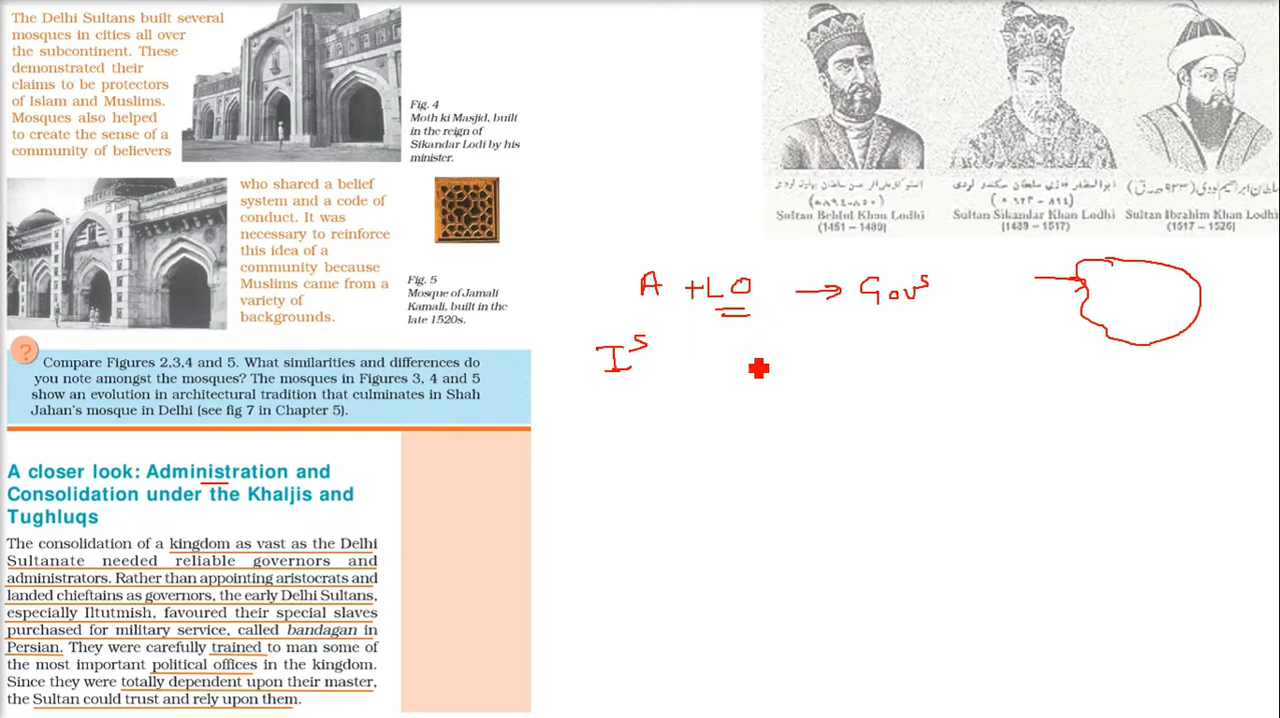 The Delhi Sultans built several
mosques in cities all over
the subcontinent. These
demonstrated their
claims to be protectors
of Islam and Muslims.
Mosques also helped
to create the sense of a
community of believers
Fig. 4
Moth ki Masjid, built
in the reign of
Sikandar Lodi by his
minister.
who shared a belief
system and a code of
conduct. It was
necessary to reinforce
this idea of a
community because
Muslims came from a
variety of
backgrounds.
Fig. 5
Mosque of Jamali
Kamali, built in the
late 1520s.
?
Compare Figures 2,3,4 and 5. What similarities and differences do
you note amongst the mosques? The mosques in Figures 3, 4 and 5
show an evolution in architectural tradition that culminates in Shah
Jahan's mosque in Delhi (see fig 7 in Chapter 5).
A closer look: Administration and
Consolidation under the Khaljis and
Tughluqs
The consolidation of a kingdom as vast as the Delhi
Sultanate needed reliable governors and
administrators. Rather than appointing aristocrats and
landed chieftains as governors, the early Delhi Sultans,
especially Iltutmish, favoured their special slaves
purchased for military service, called bandagan in
Persian. They were carefully trained to man some of
the most important political offices in the kingdom.
Since they were totally dependent upon their master,
the Sultan could trust and rely upon them.
Sultan Behlul Khan Lodhi
(1451 – 1489)
Sultan Sikandar Khan Lodhi
(1489 – 1517)
Sultan Ibrahim Khan Lodhi
(1517 – 1526)
A + LO → Govs
I s